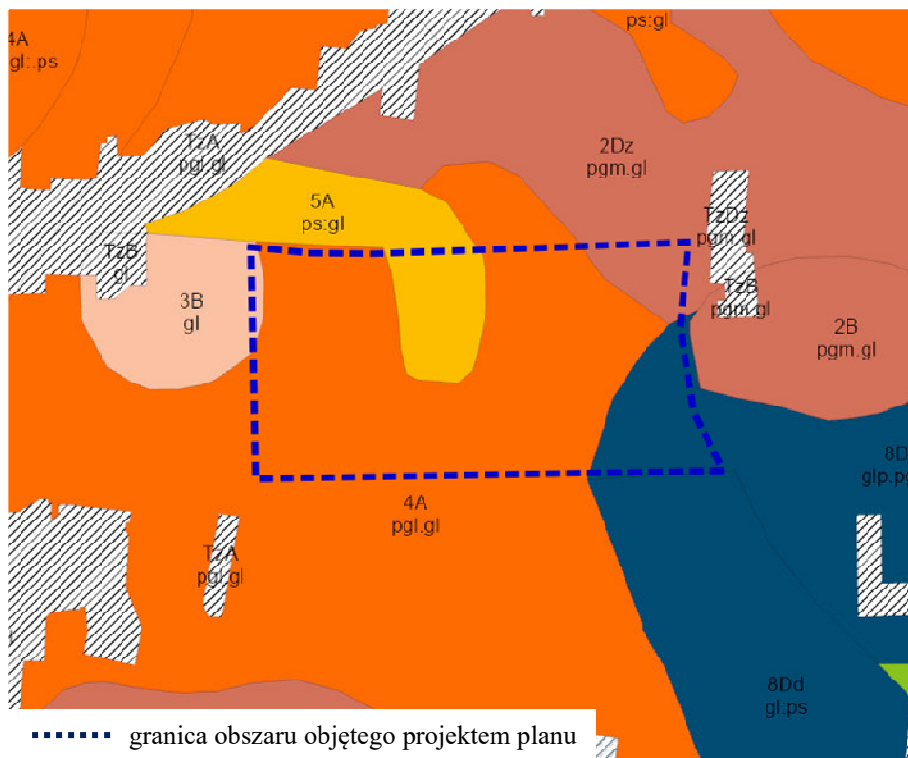 4A
gl:.ps
ps:gl
TzA
pgl.gl
2Dz
pgm.gl
5A
ps:gl
TzDz
pgm.gl
TzB
gl
TzB
pgm.gl
3B
gl
2B
pgm.gl
8D
glp.pg
4A
pgl.gl
TzA
pgl.gl
8Dd
gl:ps
granica obszaru objętego projektem planu